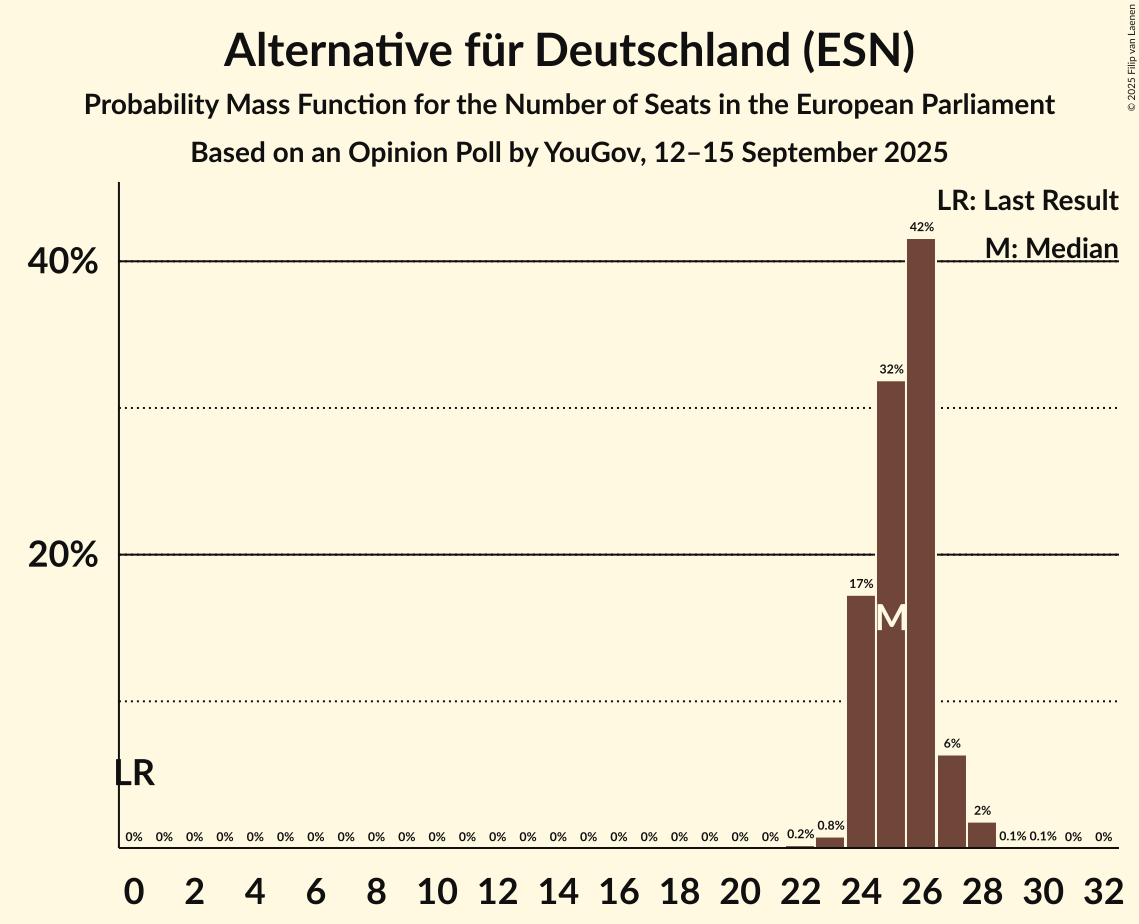 Alternative für Deutschland (ESN)
Probability Mass Function for the Number of Seats in the European Parliament
Based on an Opinion Poll by YouGov, 12–15 September 2025
© 2025 Filip van Laenen
LR: Last Result
M: Median
42%
40%
32%
20%
17%
M
6%
LR
2%
0% 0% 0% 0% 0% 0% 0% 0% 0% 0% 0% 0% 0% 0% 0% 0% 0% 0% 0% 0% 0% 0% 0.2% 0.8% 0.1% 0.1% 0% 0%
0 2 4 6 8 10 12 14 16 18 20 22 24 26 28 30 32